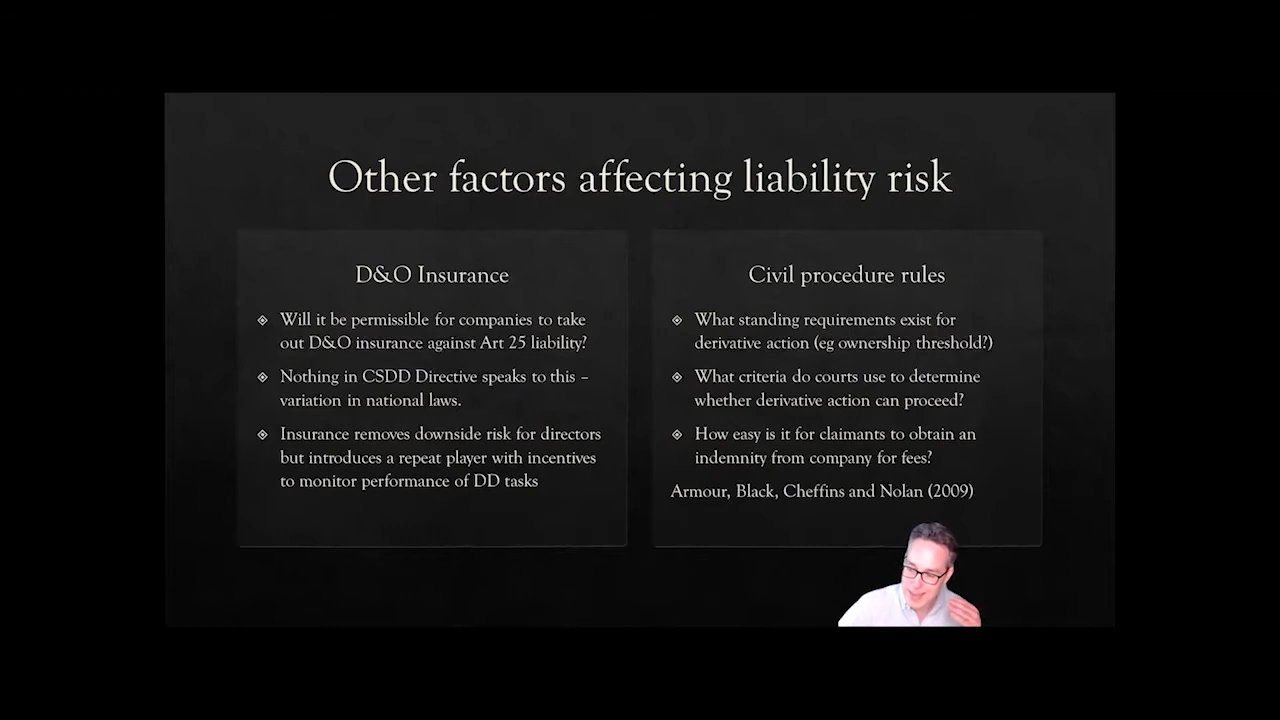 Other factors affecting liability risk
D&O Insurance
Will it be permissible for companies to take
out D&O insurance against Art 25 liability?
Nothing in CSDD Directive speaks to this –
variation in national laws.
Insurance removes downside risk for directors
but introduces a repeat player with incentives
to monitor performance of DD tasks
Civil procedure rules
What standing requirements exist for
derivative action (eg ownership threshold?)
What criteria do courts use to determine
whether derivative action can proceed?
How easy is it for claimants to obtain an
indemnity from company for fees?
Armour, Black, Cheffins and Nolan (2009)